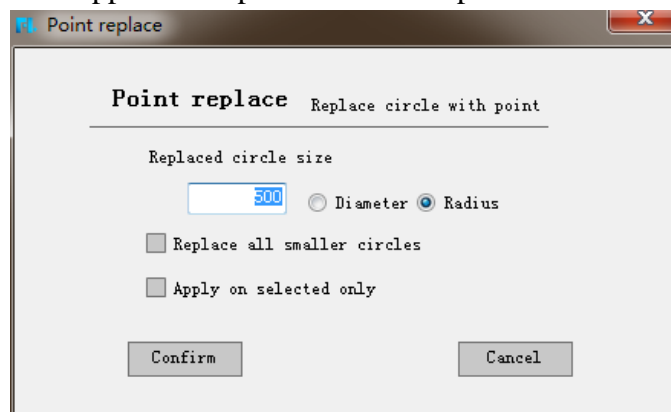 Point replace
Point replace Replace circle with point
Replaced circle size
500 Diameter Radius
Replace all smaller circles
Apply on selected only
Confirm Cancel